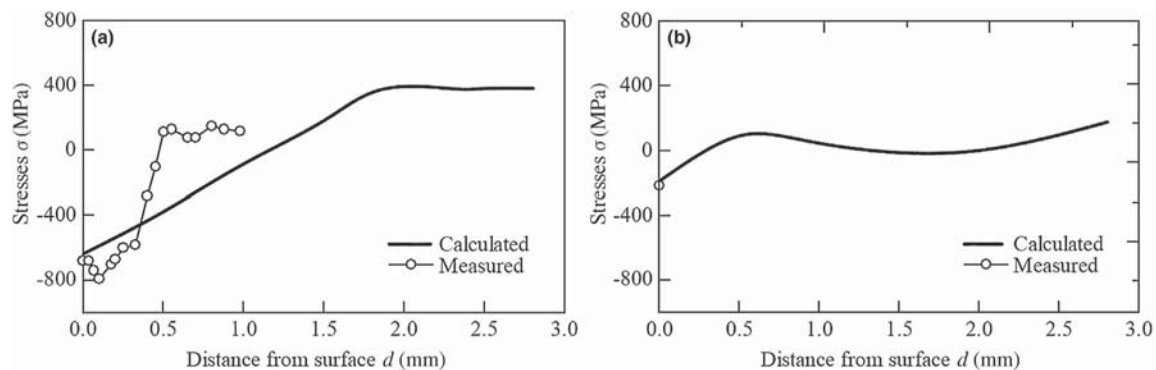 (a)
800
400
0
-400
-800
Stresses σ (MPa)
Calculated
Measured
0.0 0.5 1.0 1.5 2.0 2.5 3.0
Distance from surface d (mm)
(b)
800
400
0
-400
-800
Stresses σ (MPa)
Calculated
Measured
0.0 0.5 1.0 1.5 2.0 2.5 3.0
Distance from surface d (mm)